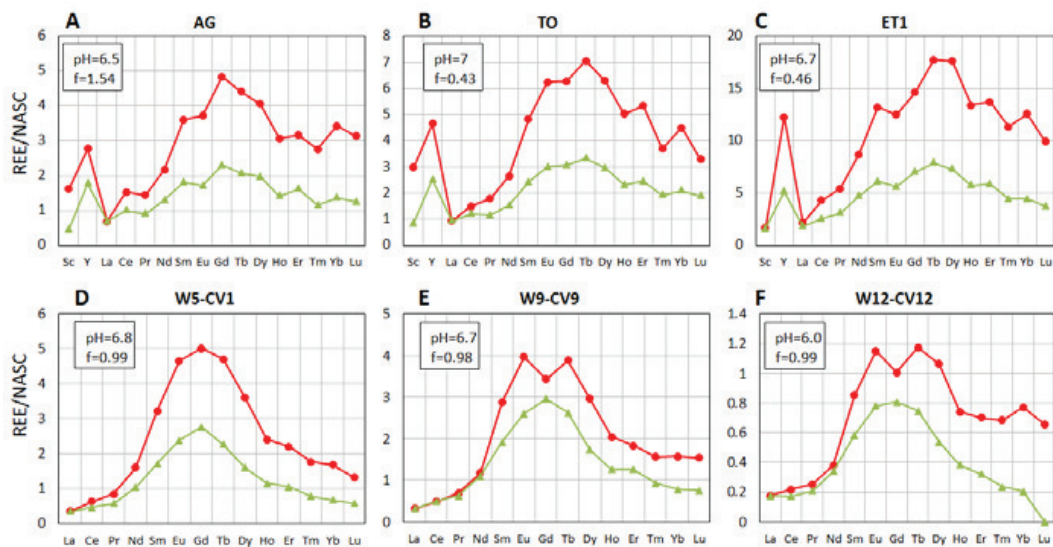 A AG
6
5
4
3
2
1
0
REE/NASC
pH=6.5
f=1.54
Sc Y La Ce Pr Nd Sm Eu Gd Tb Dy Ho Er Tm Yb Lu
B TO
8
7
6
5
4
3
2
1
0
pH=7
f=0.43
Sc Y La Ce Pr Nd Sm Eu Gd Tb Dy Ho Er Tm Yb Lu
C ET1
20
15
10
5
0
pH=6.7
f=0.46
Sc Y La Ce Pr Nd Sm Eu Gd Tb Dy Ho Er Tm Yb Lu
D W5-CV1
6
5
4
3
2
1
0
REE/NASC
pH=6.8
f=0.99
La Ce Pr Nd Sm Eu Gd Tb Dy Ho Er Tm Yb Lu
E W9-CV9
5
4
3
2
1
0
pH=6.7
f=0.98
La Ce Pr Nd Sm Eu Gd Tb Dy Ho Er Tm Yb Lu
F W12-CV12
1.4
1.2
1
0.8
0.6
0.4
0.2
0
pH=6.0
f=0.99
La Ce Pr Nd Sm Eu Gd Tb Dy Ho Er Tm Yb Lu